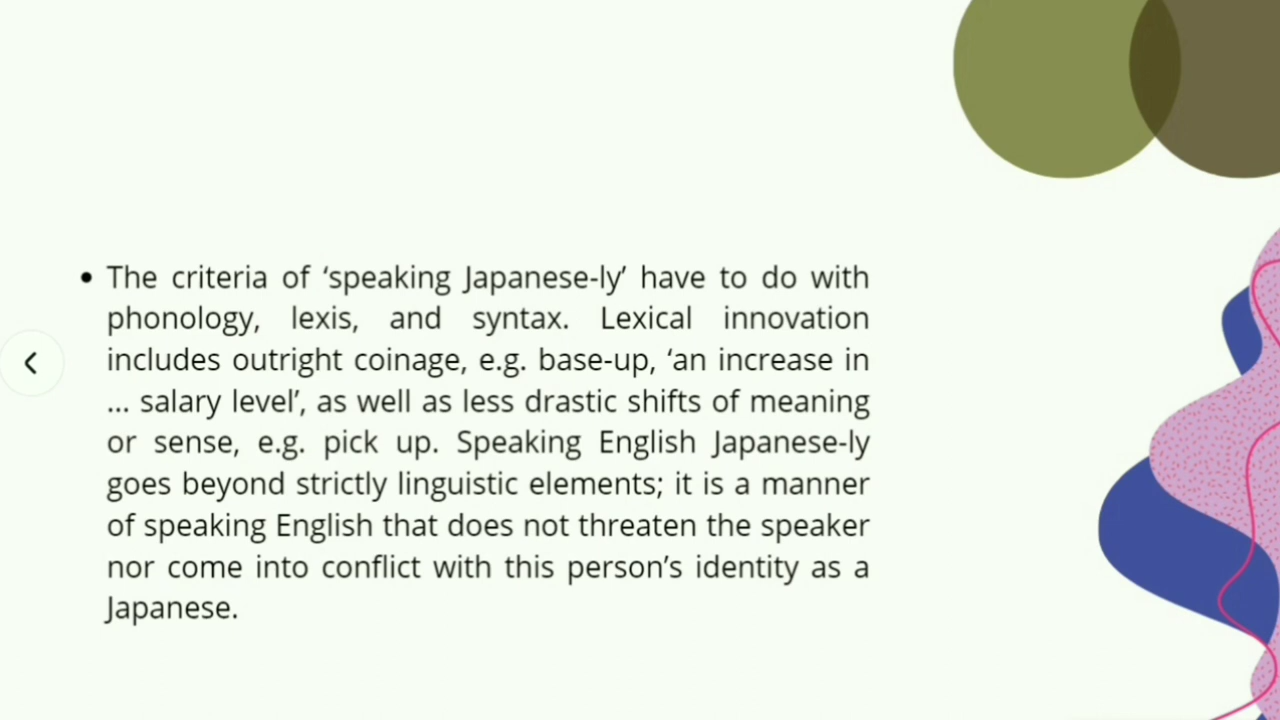 • The criteria of ‘speaking Japanese-ly’ have to do with
phonology, lexis, and syntax. Lexical innovation
includes outright coinage, e.g. base-up, ‘an increase in
... salary level’, as well as less drastic shifts of meaning
or sense, e.g. pick up. Speaking English Japanese-ly
goes beyond strictly linguistic elements; it is a manner
of speaking English that does not threaten the speaker
nor come into conflict with this person’s identity as a
Japanese.